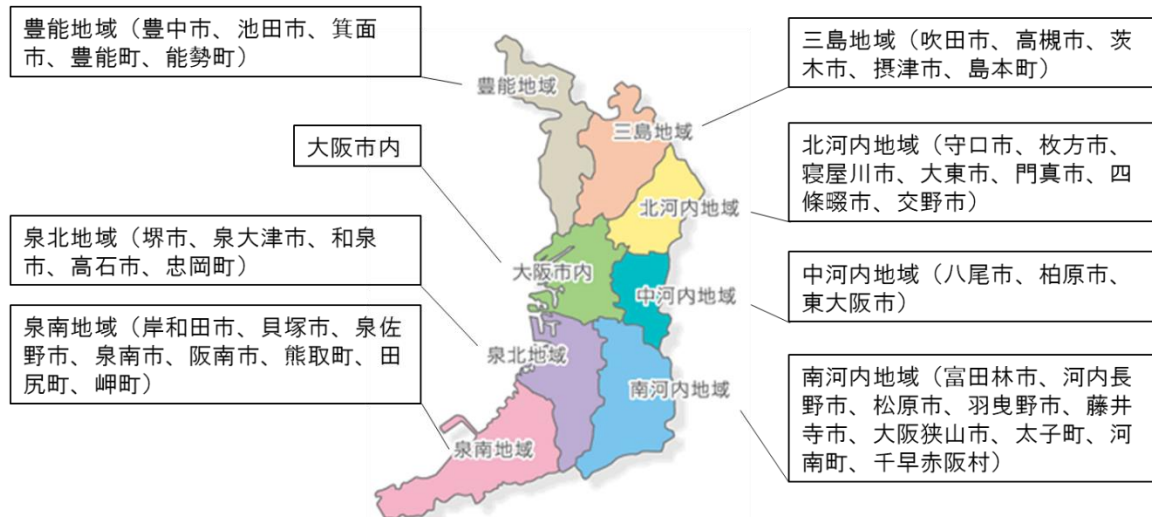 豊能地域（豊中市、池田市、箕面
市、豊能町、能勢町）
大阪市内
泉北地域（堺市、泉大津市、和泉
市、高石市、忠岡町）
泉南地域（岸和田市、貝塚市、泉佐
野市、泉南市、阪南市、熊取町、田
尻町、岬町）
豊能地域
三島地域
北河内地域
大阪市内
中河内地域
泉北地域
南河内地域
泉南地域
三島地域（吹田市、高槻市、茨
木市、摂津市、島本町）
北河内地域（守口市、枚方市、
寝屋川市、大東市、門真市、四
條畷市、交野市）
中河内地域（八尾市、柏原市、
東大阪市）
南河内地域（富田林市、河内長
野市、松原市、羽曳野市、藤井
寺市、大阪狭山市、太子町、河
南町、千早赤阪村）